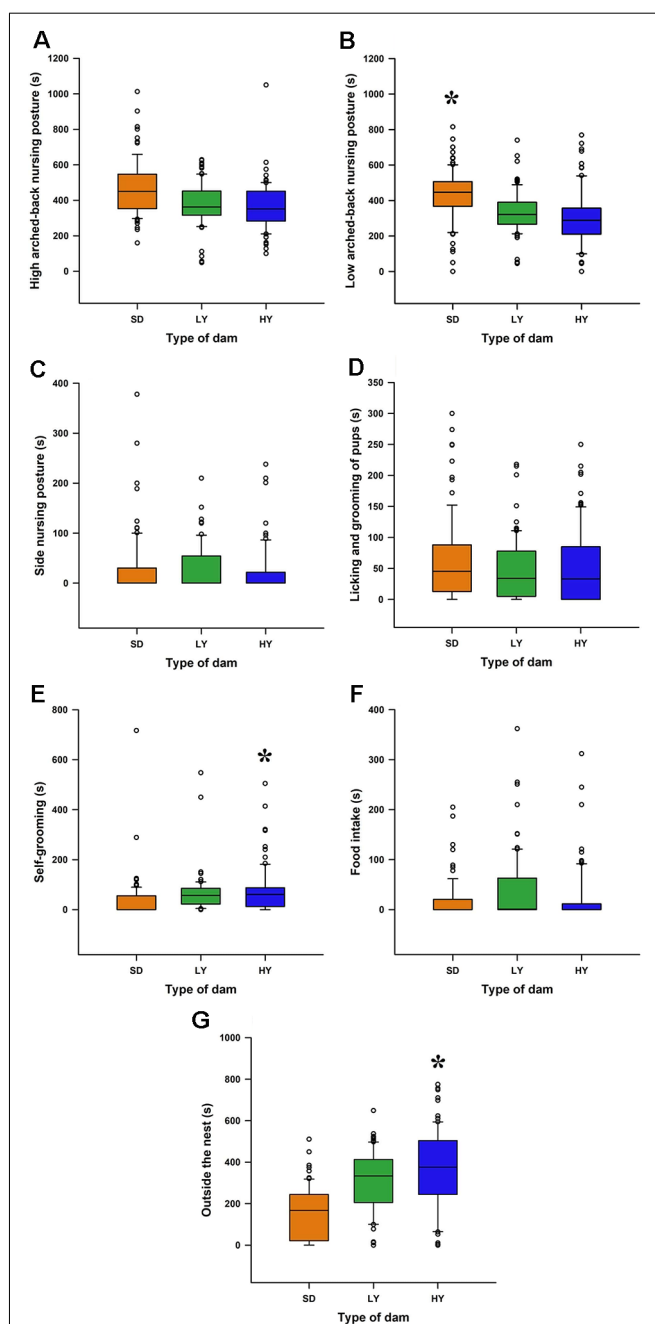 A
High arched-back nursing posture (s)
1200
1000
800
600
400
200
0
SD LY HY
Type of dam
B
*
Low arched-back nursing posture (s)
1200
1000
800
600
400
200
0
SD LY HY
Type of dam
C
Side nursing posture (s)
400
300
200
100
0
SD LY HY
Type of dam
D
Licking and grooming of pups (s)
350
300
250
200
150
100
50
0
SD LY HY
Type of dam
E
*
Self-grooming (s)
800
600
400
200
0
SD LY HY
Type of dam
F
Food intake (s)
400
300
200
100
0
SD LY HY
Type of dam
G
*
Outside the nest (s)
1000
800
600
400
200
0
SD LY HY
Type of dam